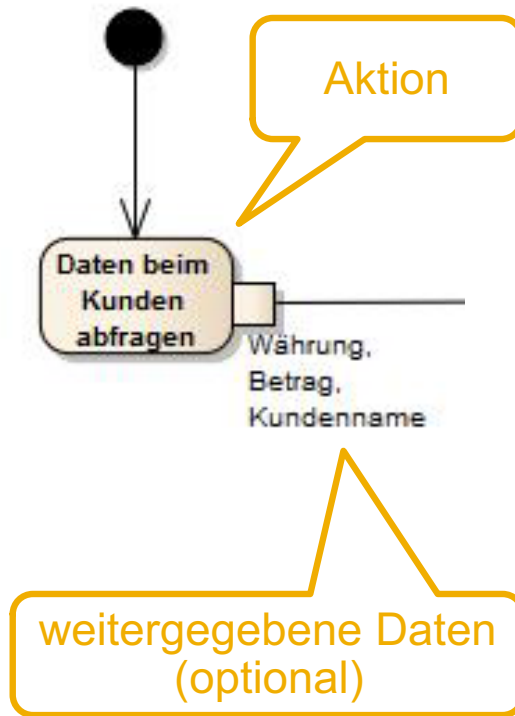 Aktion
Daten beim
Kunden
abfragen
Währung,
Betrag,
Kundenname
weitergegebene Daten
(optional)